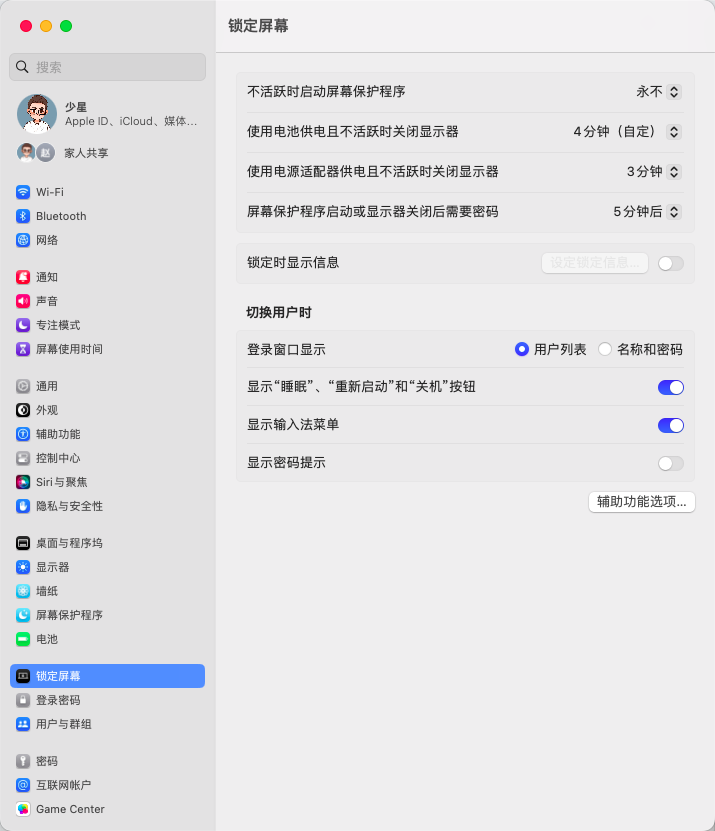 锁定屏幕
搜索
少星
Apple ID、iCloud、媒体...
赵
家人共享
Wi-Fi
Bluetooth
网络
通知
声音
专注模式
屏幕使用时间
通用
外观
辅助功能
控制中心
Siri与聚焦
隐私与安全性
桌面与程序坞
显示器
墙纸
屏幕保护程序
电池
锁定屏幕
登录密码
用户与群组
密码
互联网帐户
Game Center
不活跃时启动屏幕保护程序 永不
使用电池供电且不活跃时关闭显示器 4分钟（自定）
使用电源适配器供电且不活跃时关闭显示器 3分钟
屏幕保护程序启动或显示器关闭后需要密码 5分钟后
锁定时显示信息 设定锁定信息...
切换用户时
登录窗口显示 用户列表 名称和密码
显示“睡眠”、“重新启动”和“关机”按钮
显示输入法菜单
显示密码提示
辅助功能选项...